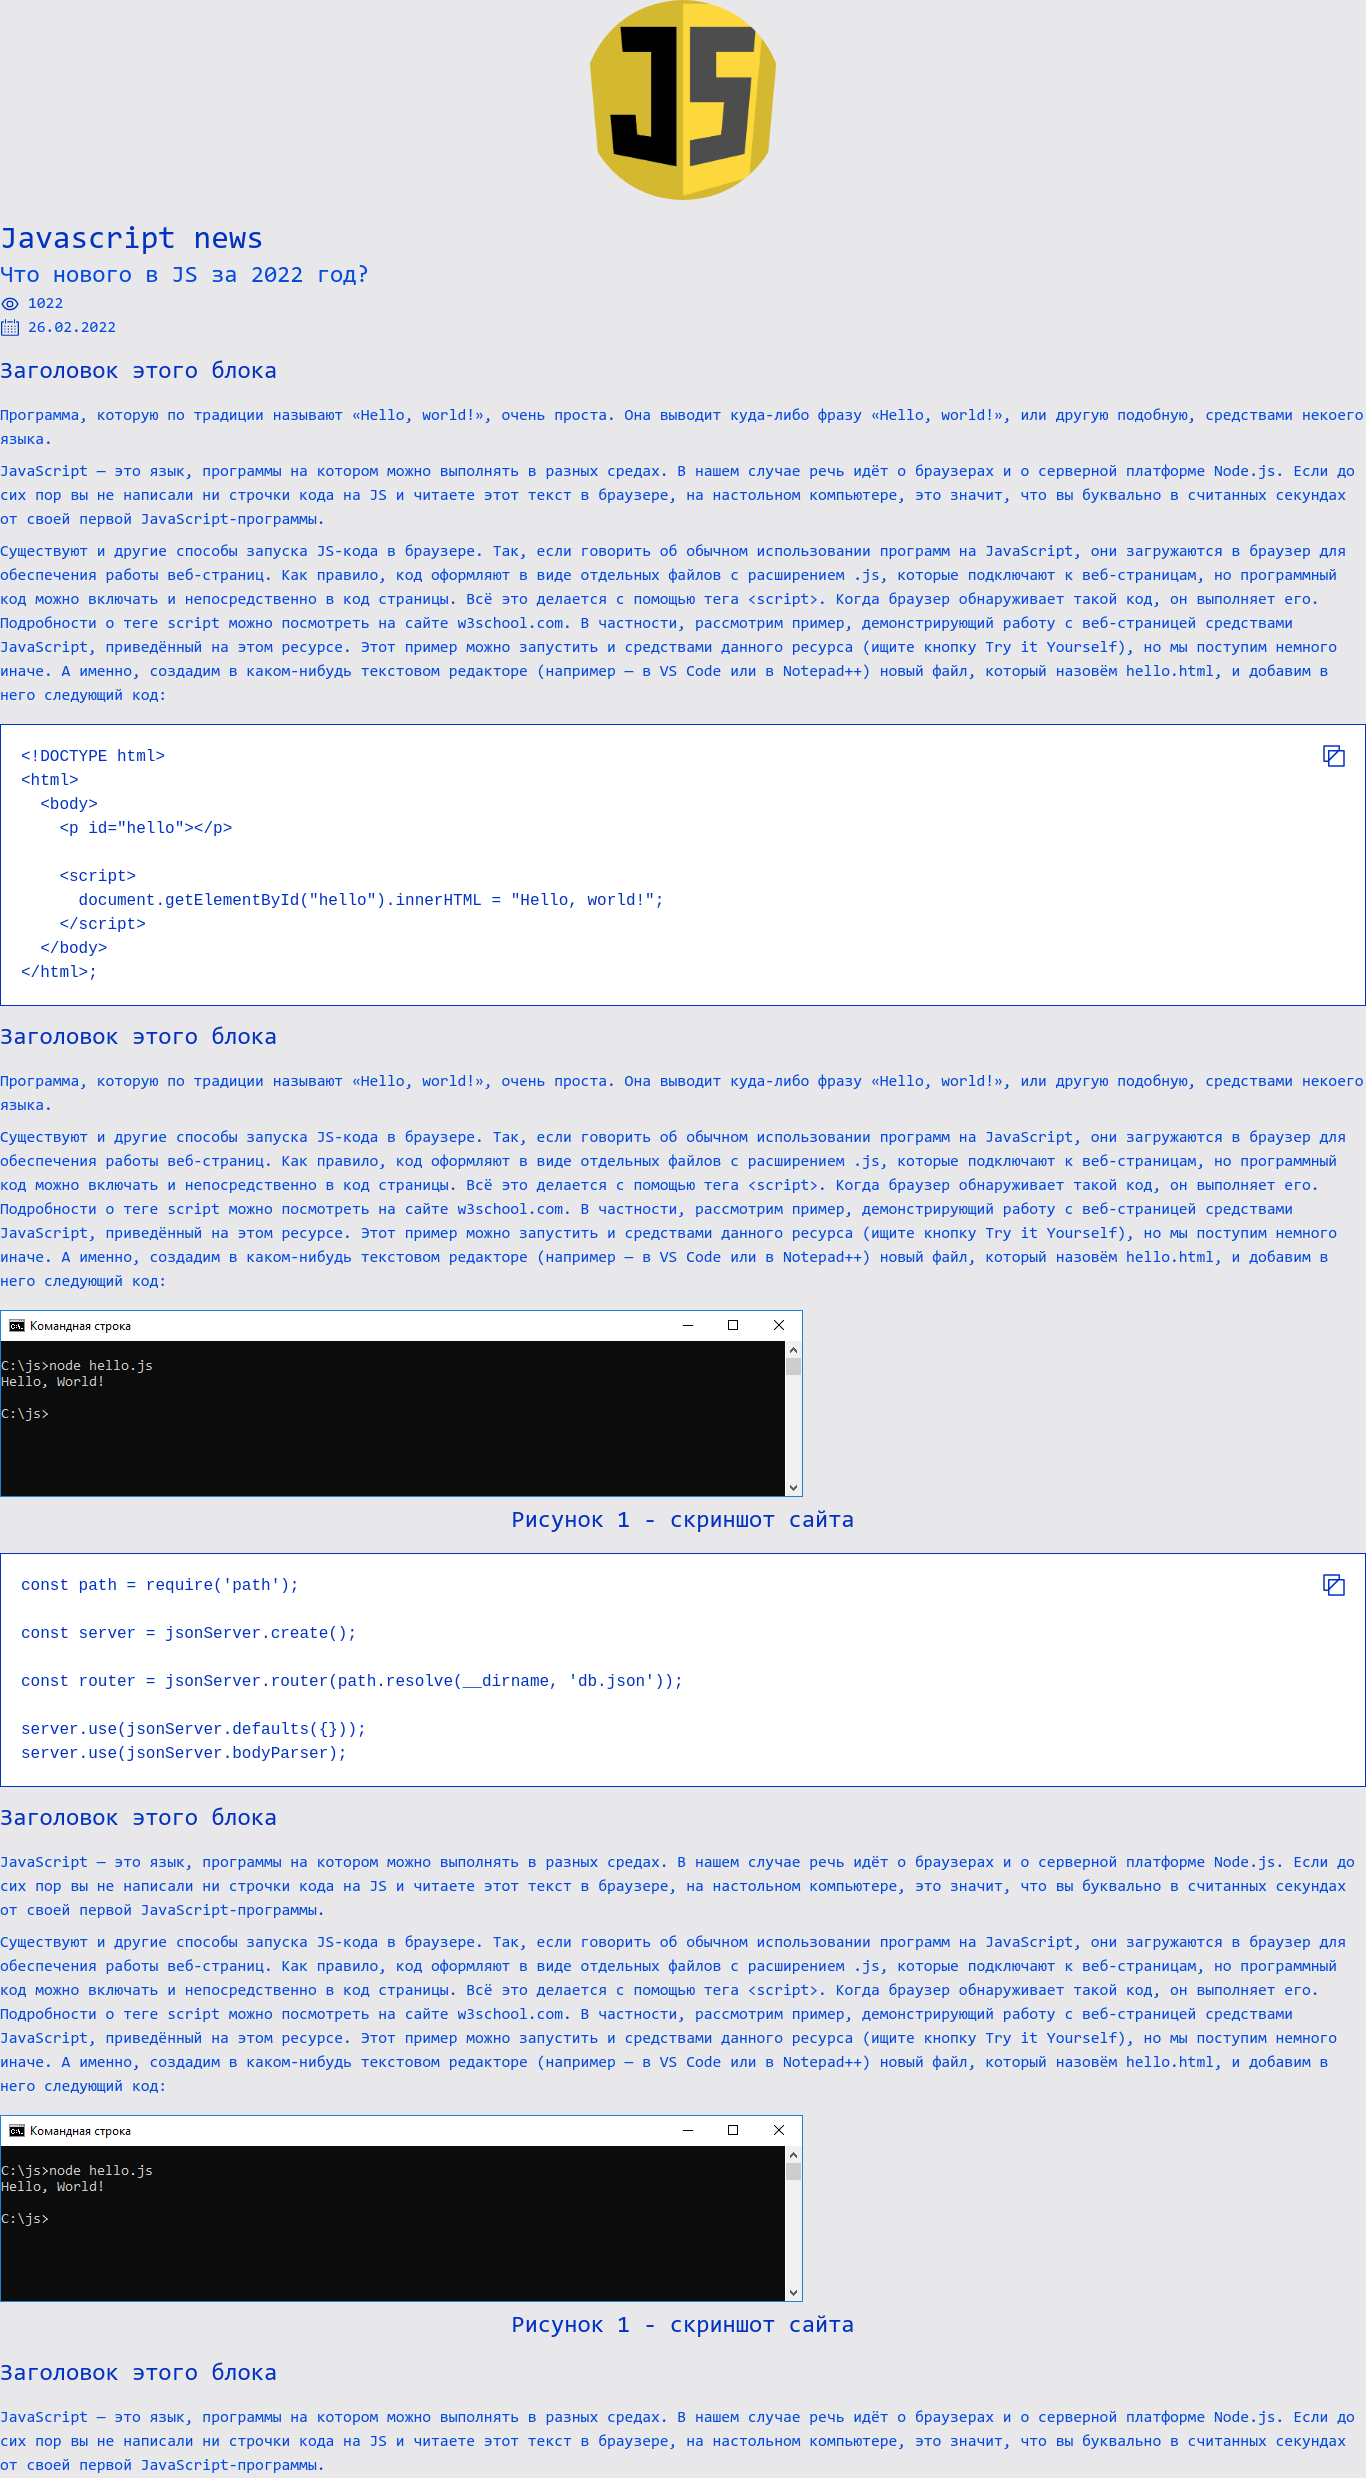 JS
Javascript news
Что нового в JS за 2022 год?
1022
26.02.2022
Заголовок этого блока
Программа, которую по традиции называют «Hello, world!», очень проста. Она выводит куда-либо фразу «Hello, world!», или другую подобную, средствами некоего
языка.
JavaScript — это язык, программы на котором можно выполнять в разных средах. В нашем случае речь идёт о браузерах и о серверной платформе Node.js. Если до
сих пор вы не написали ни строчки кода на JS и читаете этот текст в браузере, на настольном компьютере, это значит, что вы буквально в считанных секундах
от своей первой JavaScript-программы.
Существуют и другие способы запуска JS-кода в браузере. Так, если говорить об обычном использовании программ на JavaScript, они загружаются в браузер для
обеспечения работы веб-страниц. Как правило, код оформляют в виде отдельных файлов с расширением .js, которые подключают к веб-страницам, но программный
код можно включать и непосредственно в код страницы. Всё это делается с помощью тега <script>. Когда браузер обнаруживает такой код, он выполняет его.
Подробности о теге script можно посмотреть на сайте w3school.com. В частности, рассмотрим пример, демонстрирующий работу с веб-страницей средствами
JavaScript, приведённый на этом ресурсе. Этот пример можно запустить и средствами данного ресурса (ищите кнопку Try it Yourself), но мы поступим немного
иначе. А именно, создадим в каком-нибудь текстовом редакторе (например — в VS Code или в Notepad++) новый файл, который назовём hello.html, и добавим в
него следующий код:
<!DOCTYPE html>
<html>
  <body>
    <p id="hello"></p>
    <script>
      document.getElementById("hello").innerHTML = "Hello, world!";
    </script>
  </body>
</html>;
Заголовок этого блока
Программа, которую по традиции называют «Hello, world!», очень проста. Она выводит куда-либо фразу «Hello, world!», или другую подобную, средствами некоего
языка.
Существуют и другие способы запуска JS-кода в браузере. Так, если говорить об обычном использовании программ на JavaScript, они загружаются в браузер для
обеспечения работы веб-страниц. Как правило, код оформляют в виде отдельных файлов с расширением .js, которые подключают к веб-страницам, но программный
код можно включать и непосредственно в код страницы. Всё это делается с помощью тега <script>. Когда браузер обнаруживает такой код, он выполняет его.
Подробности о теге script можно посмотреть на сайте w3school.com. В частности, рассмотрим пример, демонстрирующий работу с веб-страницей средствами
JavaScript, приведённый на этом ресурсе. Этот пример можно запустить и средствами данного ресурса (ищите кнопку Try it Yourself), но мы поступим немного
иначе. А именно, создадим в каком-нибудь текстовом редакторе (например — в VS Code или в Notepad++) новый файл, который назовём hello.html, и добавим в
него следующий код:
Командная строка
C:\js>node hello.js
Hello, World!
C:\js>
Рисунок 1 - скриншот сайта
const path = require('path');
const server = jsonServer.create();
const router = jsonServer.router(path.resolve(__dirname, 'db.json'));
server.use(jsonServer.defaults({}));
server.use(jsonServer.bodyParser);
Заголовок этого блока
JavaScript — это язык, программы на котором можно выполнять в разных средах. В нашем случае речь идёт о браузерах и о серверной платформе Node.js. Если до
сих пор вы не написали ни строчки кода на JS и читаете этот текст в браузере, на настольном компьютере, это значит, что вы буквально в считанных секундах
от своей первой JavaScript-программы.
Существуют и другие способы запуска JS-кода в браузере. Так, если говорить об обычном использовании программ на JavaScript, они загружаются в браузер для
обеспечения работы веб-страниц. Как правило, код оформляют в виде отдельных файлов с расширением .js, которые подключают к веб-страницам, но программный
код можно включать и непосредственно в код страницы. Всё это делается с помощью тега <script>. Когда браузер обнаруживает такой код, он выполняет его.
Подробности о теге script можно посмотреть на сайте w3school.com. В частности, рассмотрим пример, демонстрирующий работу с веб-страницей средствами
JavaScript, приведённый на этом ресурсе. Этот пример можно запустить и средствами данного ресурса (ищите кнопку Try it Yourself), но мы поступим немного
иначе. А именно, создадим в каком-нибудь текстовом редакторе (например — в VS Code или в Notepad++) новый файл, который назовём hello.html, и добавим в
него следующий код:
Командная строка
C:\js>node hello.js
Hello, World!
C:\js>
Рисунок 1 - скриншот сайта
Заголовок этого блока
JavaScript — это язык, программы на котором можно выполнять в разных средах. В нашем случае речь идёт о браузерах и о серверной платформе Node.js. Если до
сих пор вы не написали ни строчки кода на JS и читаете этот текст в браузере, на настольном компьютере, это значит, что вы буквально в считанных секундах
от своей первой JavaScript-программы.